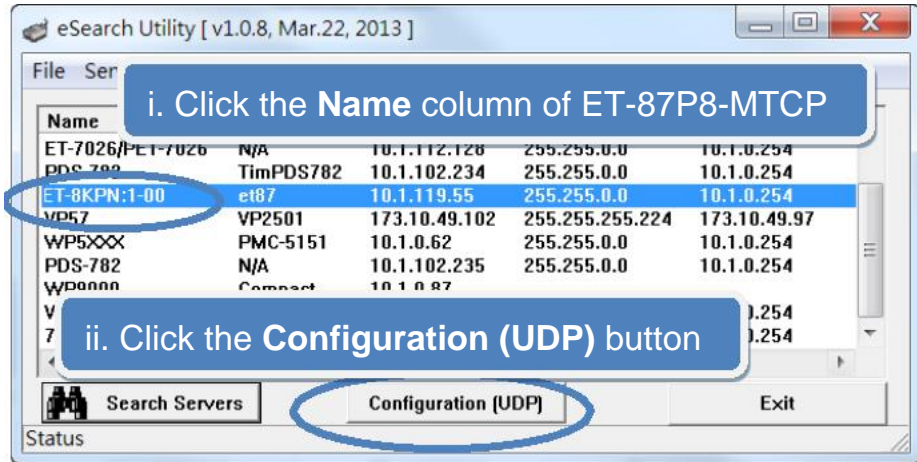 eSearch Utility [ v1.0.8, Mar.22, 2013 ]
File Ser
i. Click the Name column of ET-87P8-MTCP
Name
ET-7026/PET-7026 N/A 10.1.112.128 255.255.0.0 10.1.0.254
PDS-782 TimPDS782 10.1.102.234 255.255.0.0 10.1.0.254
ET-8KPN:1-00 et87 10.1.119.55 255.255.0.0 10.1.0.254
VP57 VP2501 173.10.49.102 255.255.255.224 173.10.49.97
WP5XXX PMC-5151 10.1.0.62 255.255.0.0 10.1.0.254
PDS-782 N/A 10.1.102.235 255.255.0.0 10.1.0.254
WP9000 Compact 10.1.0.87
V .254
7 .254
ii. Click the Configuration (UDP) button
Search Servers Configuration (UDP) Exit
Status